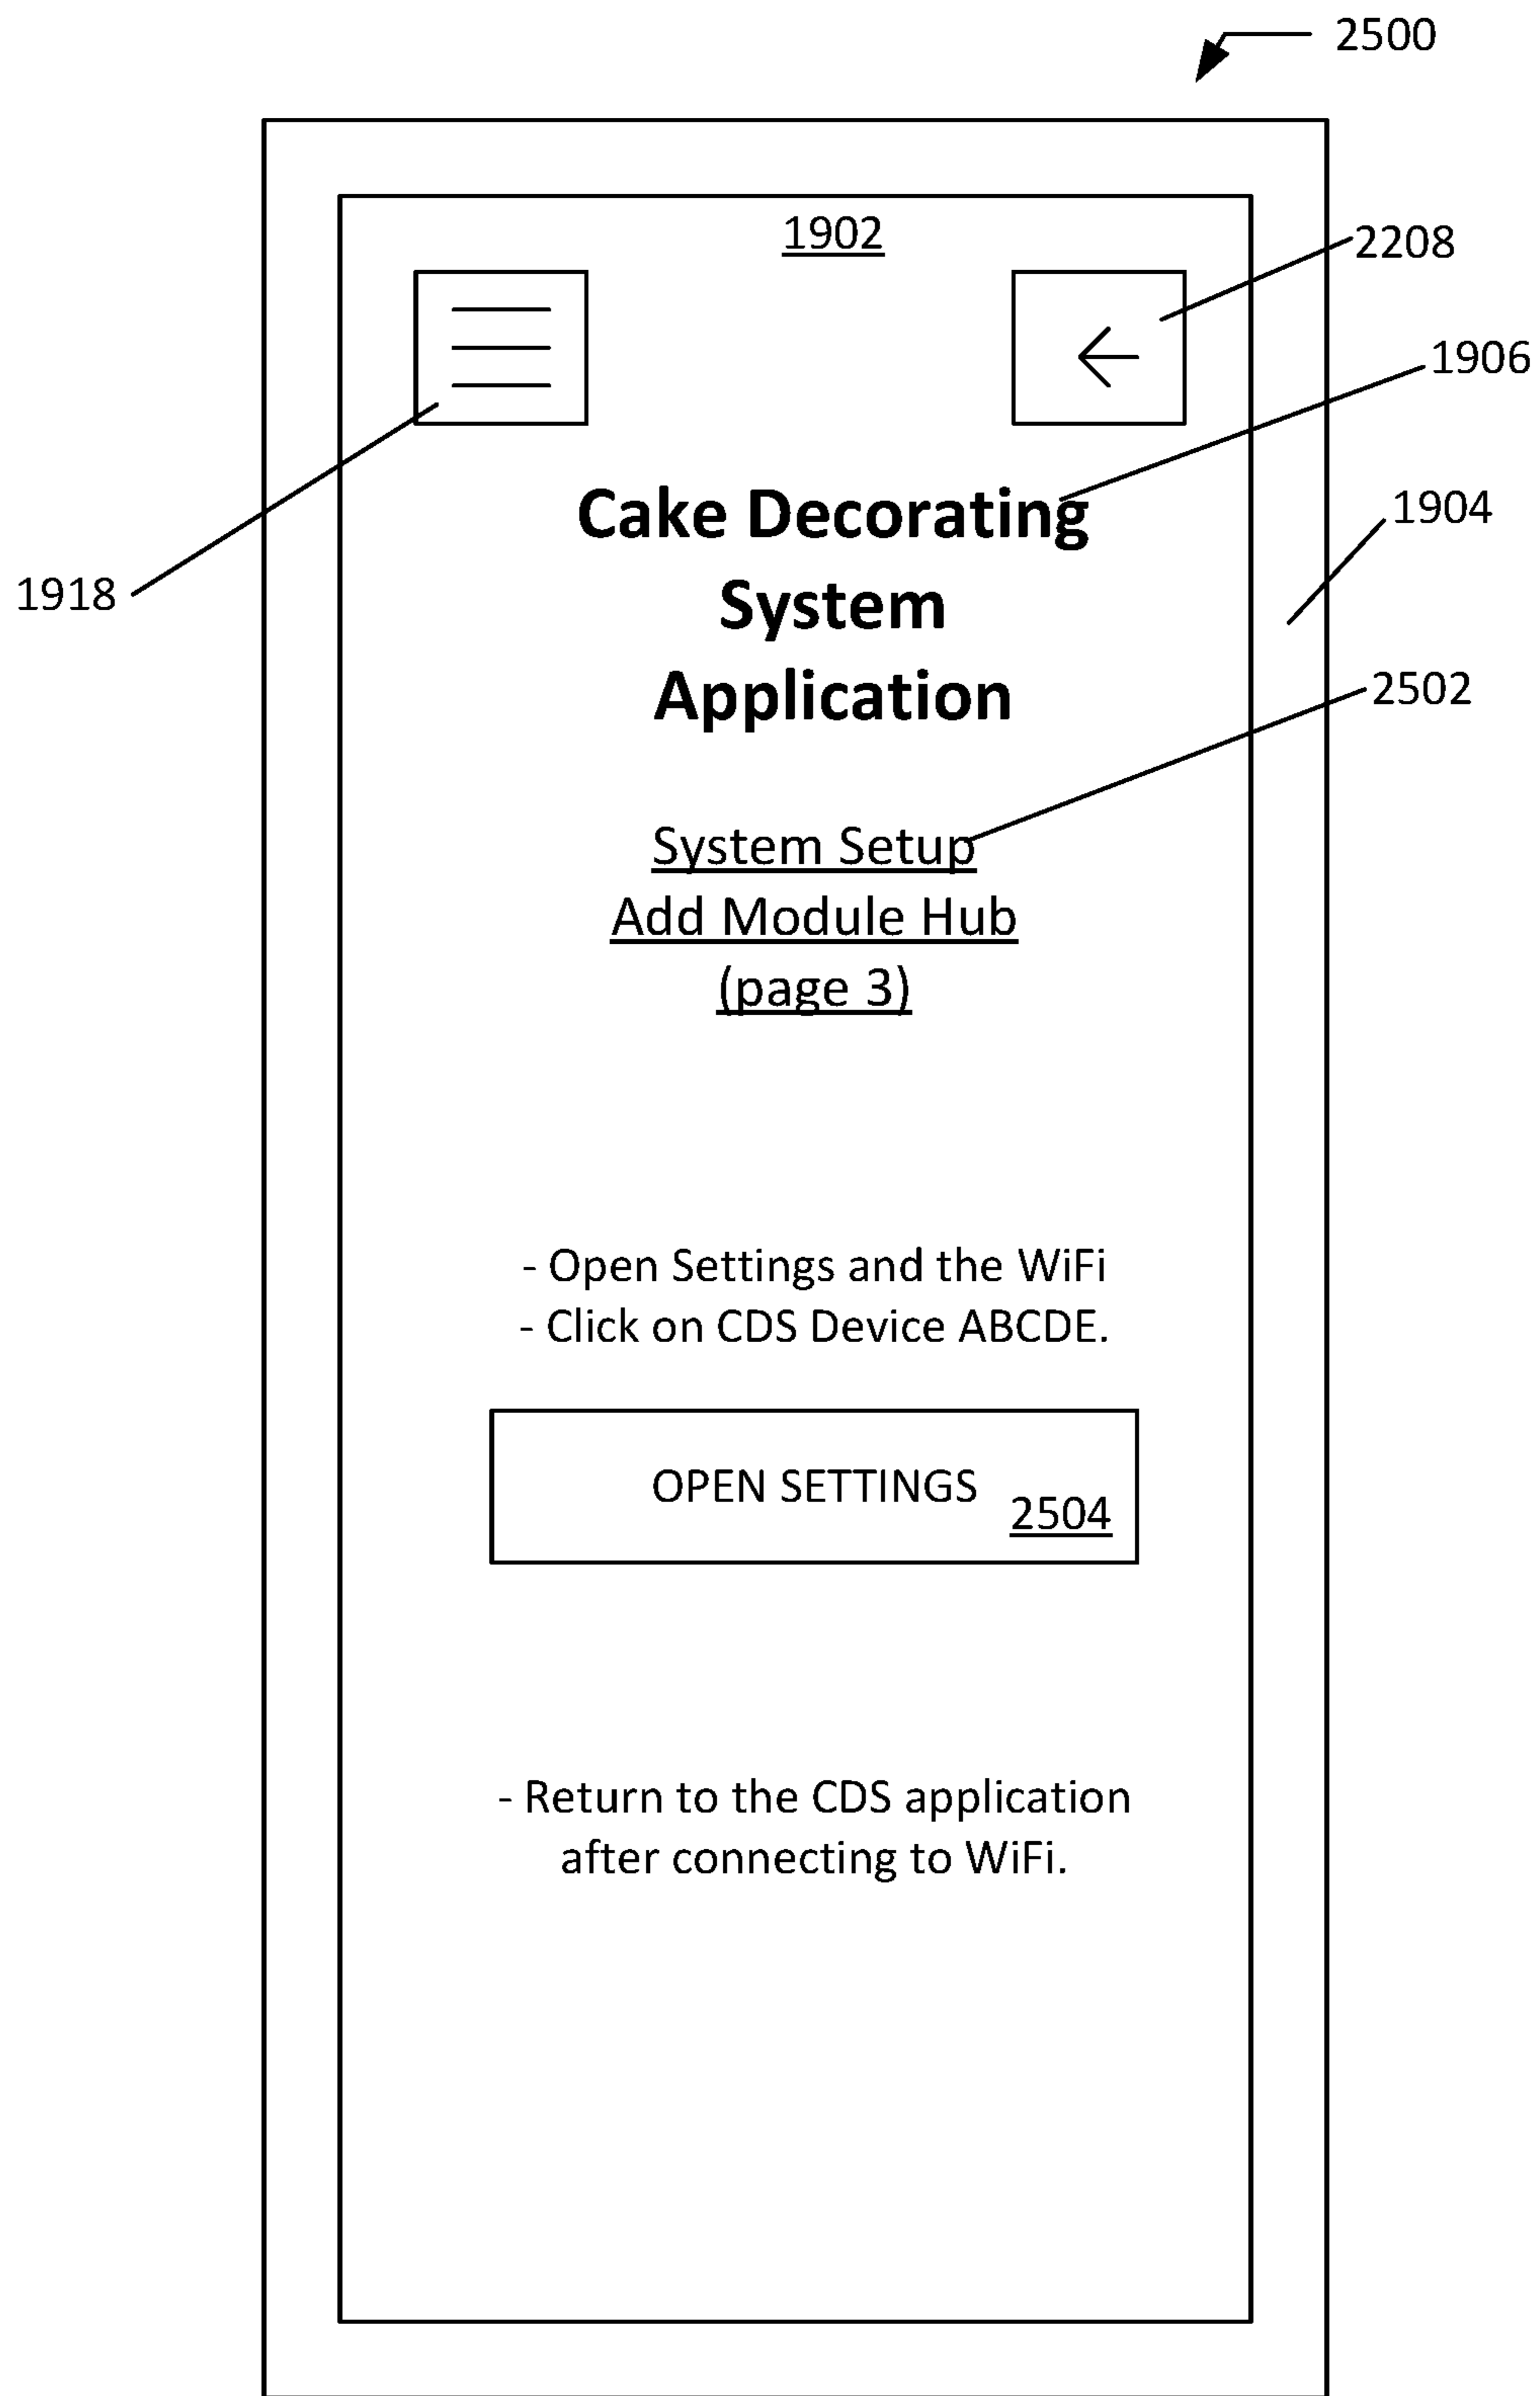 2500
1902
2208
1906
Cake Decorating
System
Application
1904
1918
2502
System Setup
Add Module Hub
(page 3)
- Open Settings and the WiFi
- Click on CDS Device ABCDE.
OPEN SETTINGS 2504
- Return to the CDS application
after connecting to WiFi.